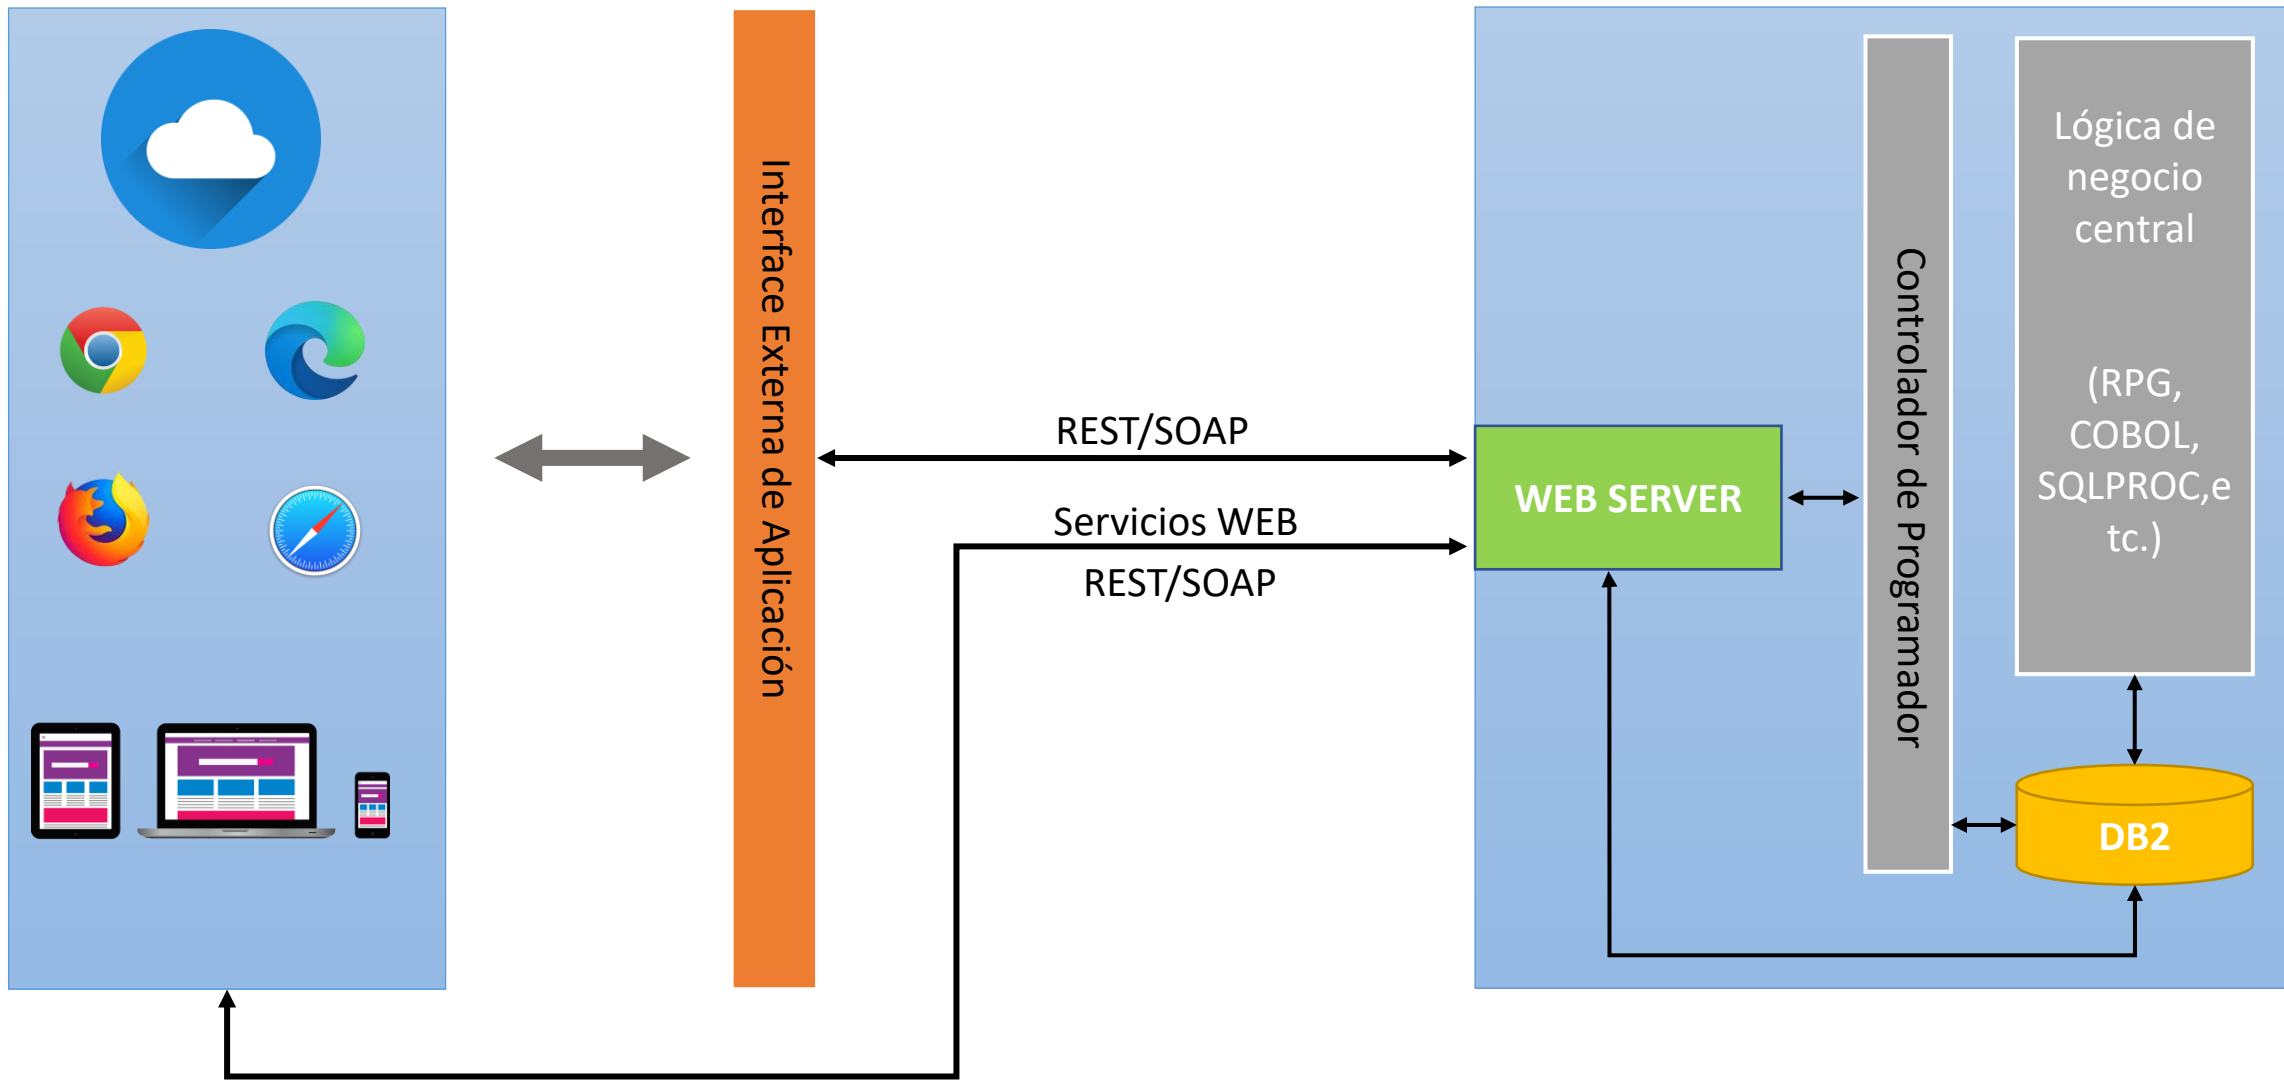 Interface Externa de Aplicación
REST/SOAP
Servicios WEB
REST/SOAP
WEB SERVER
Controlador de Programador
Lógica de
negocio
central
(RPG,
COBOL,
SQLPROC,e
tc.)
DB2